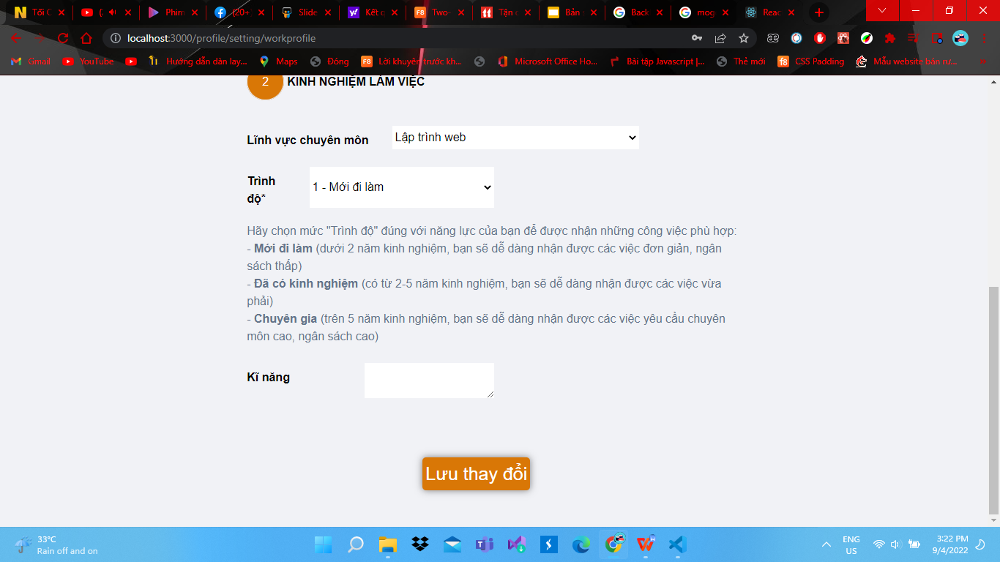 Tối C
(.
Phim
(20+
Slide
Kết c
Two-
Tận c
Bản
Back
mog
Reac
localhost:3000/profile/setting/workprofile
Gmail
YouTube
Hướng dẫn dàn lay...
Maps
Đóng
F8
Lời khuyên trước kh...
Microsoft Office Ho...
Bài tập Javascript |...
Thẻ mới
f8
CSS Padding
Mẫu website bán rư...
»
2
KINH NGHIỆM LÀM VIỆC
Lĩnh vực chuyên môn
Lập trình web
Trình
độ*
1 - Mới đi làm
Hãy chọn mức "Trình độ" đúng với năng lực của bạn để được nhận những công việc phù hợp:
- Mới đi làm (dưới 2 năm kinh nghiệm, bạn sẽ dễ dàng nhận được các việc đơn giản, ngân
sách thấp)
- Đã có kinh nghiệm (có từ 2-5 năm kinh nghiệm, bạn sẽ dễ dàng nhận được các việc vừa
phải)
- Chuyên gia (trên 5 năm kinh nghiệm, bạn sẽ dễ dàng nhận được các việc yêu cầu chuyên
môn cao, ngân sách cao)
Kĩ năng
Lưu thay đổi
33°C
Rain off and on
ENG
US
3:22 PM
9/4/2022